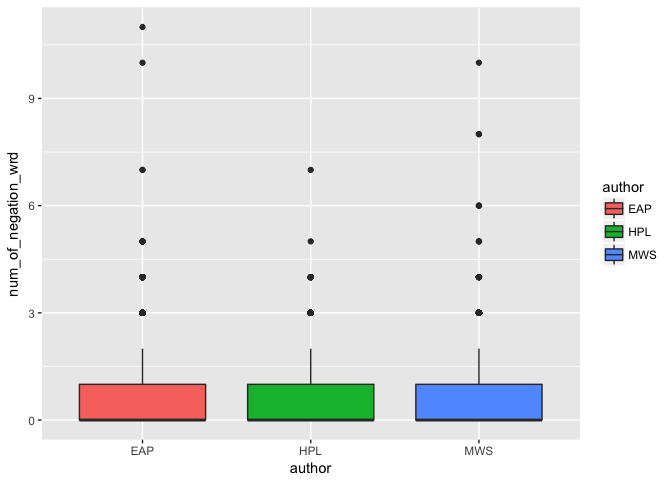 9
6
3
0
num_of_negation_wrd
EAP
HPL
MWS
author
author
EAP
HPL
MWS